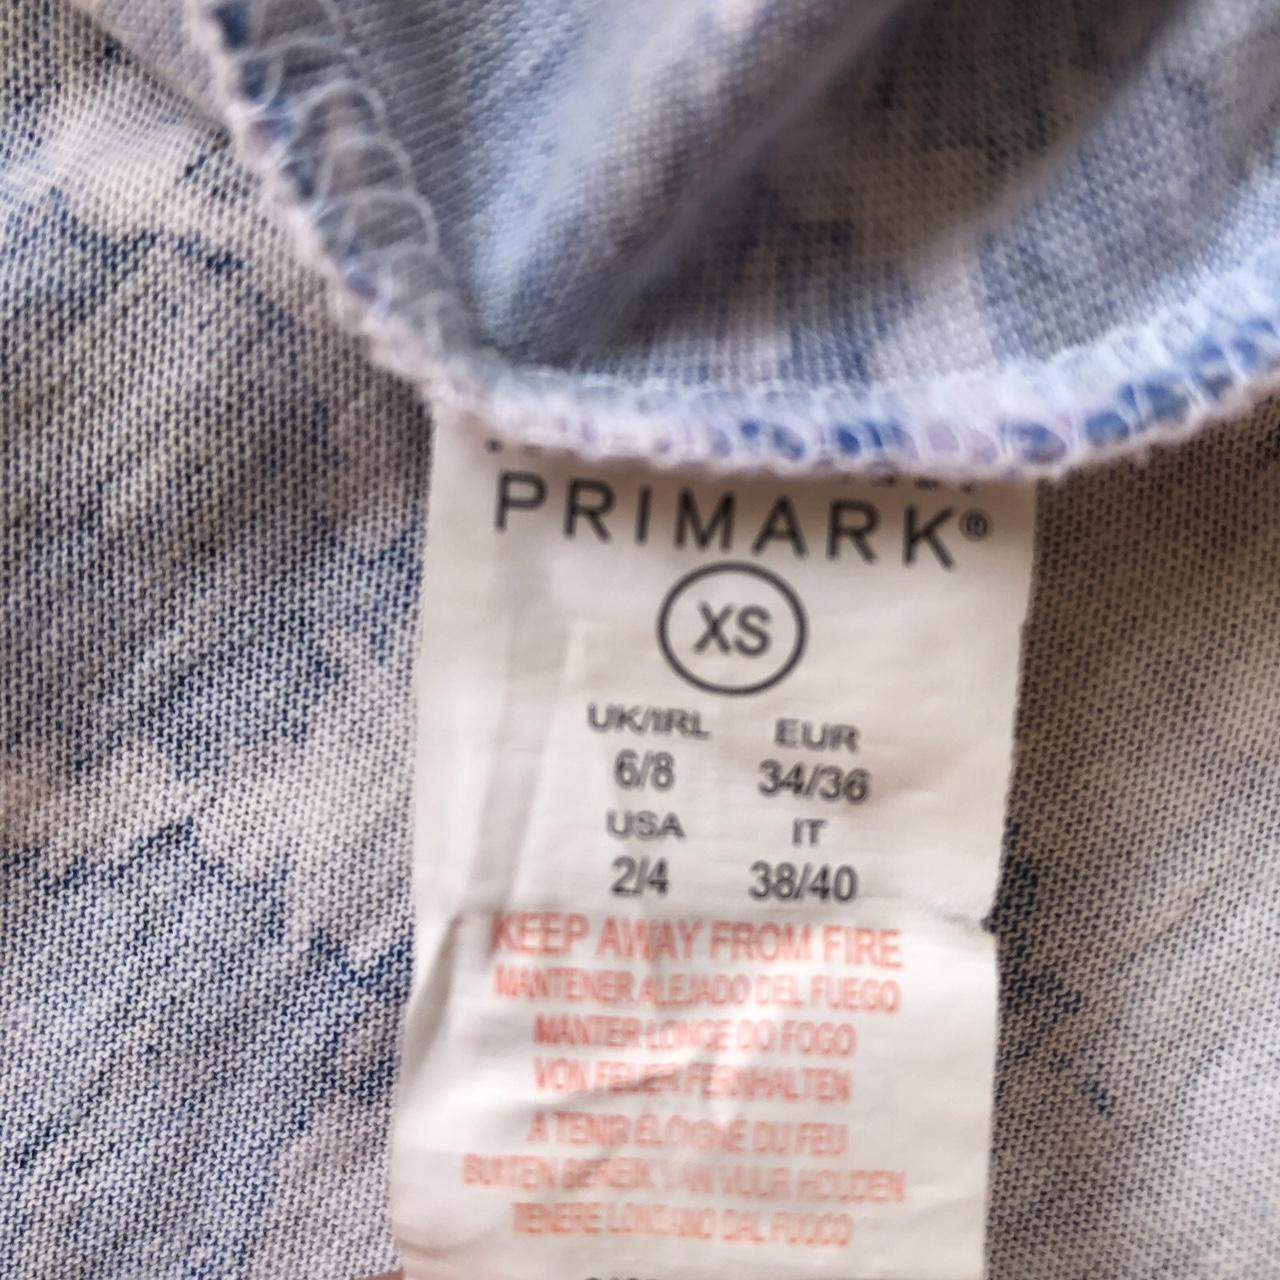 PRIMARK®
XS
UK/IRL EUR
6/8 34/36
USA IT
2/4 38/40
KEEP AWAY FROM FIRE
MANTENER ALEJADO DEL FUEGO
MANTER LONGE DO FOGO
VON FEUER FERNHALTEN
A TENIR ÉLOIGNÉ DU FEU
BUITEN BEREIK VAN VUUR HOUDEN
TENERE LONTANO DAL FUOCO